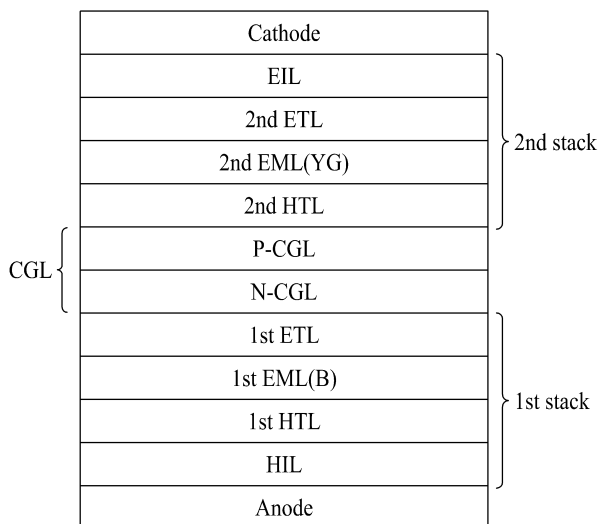 Cathode
EIL
2nd ETL
2nd EML(YG)
2nd HTL
2nd stack
P-CGL
N-CGL
CGL
1st ETL
1st EML(B)
1st HTL
HIL
1st stack
Anode